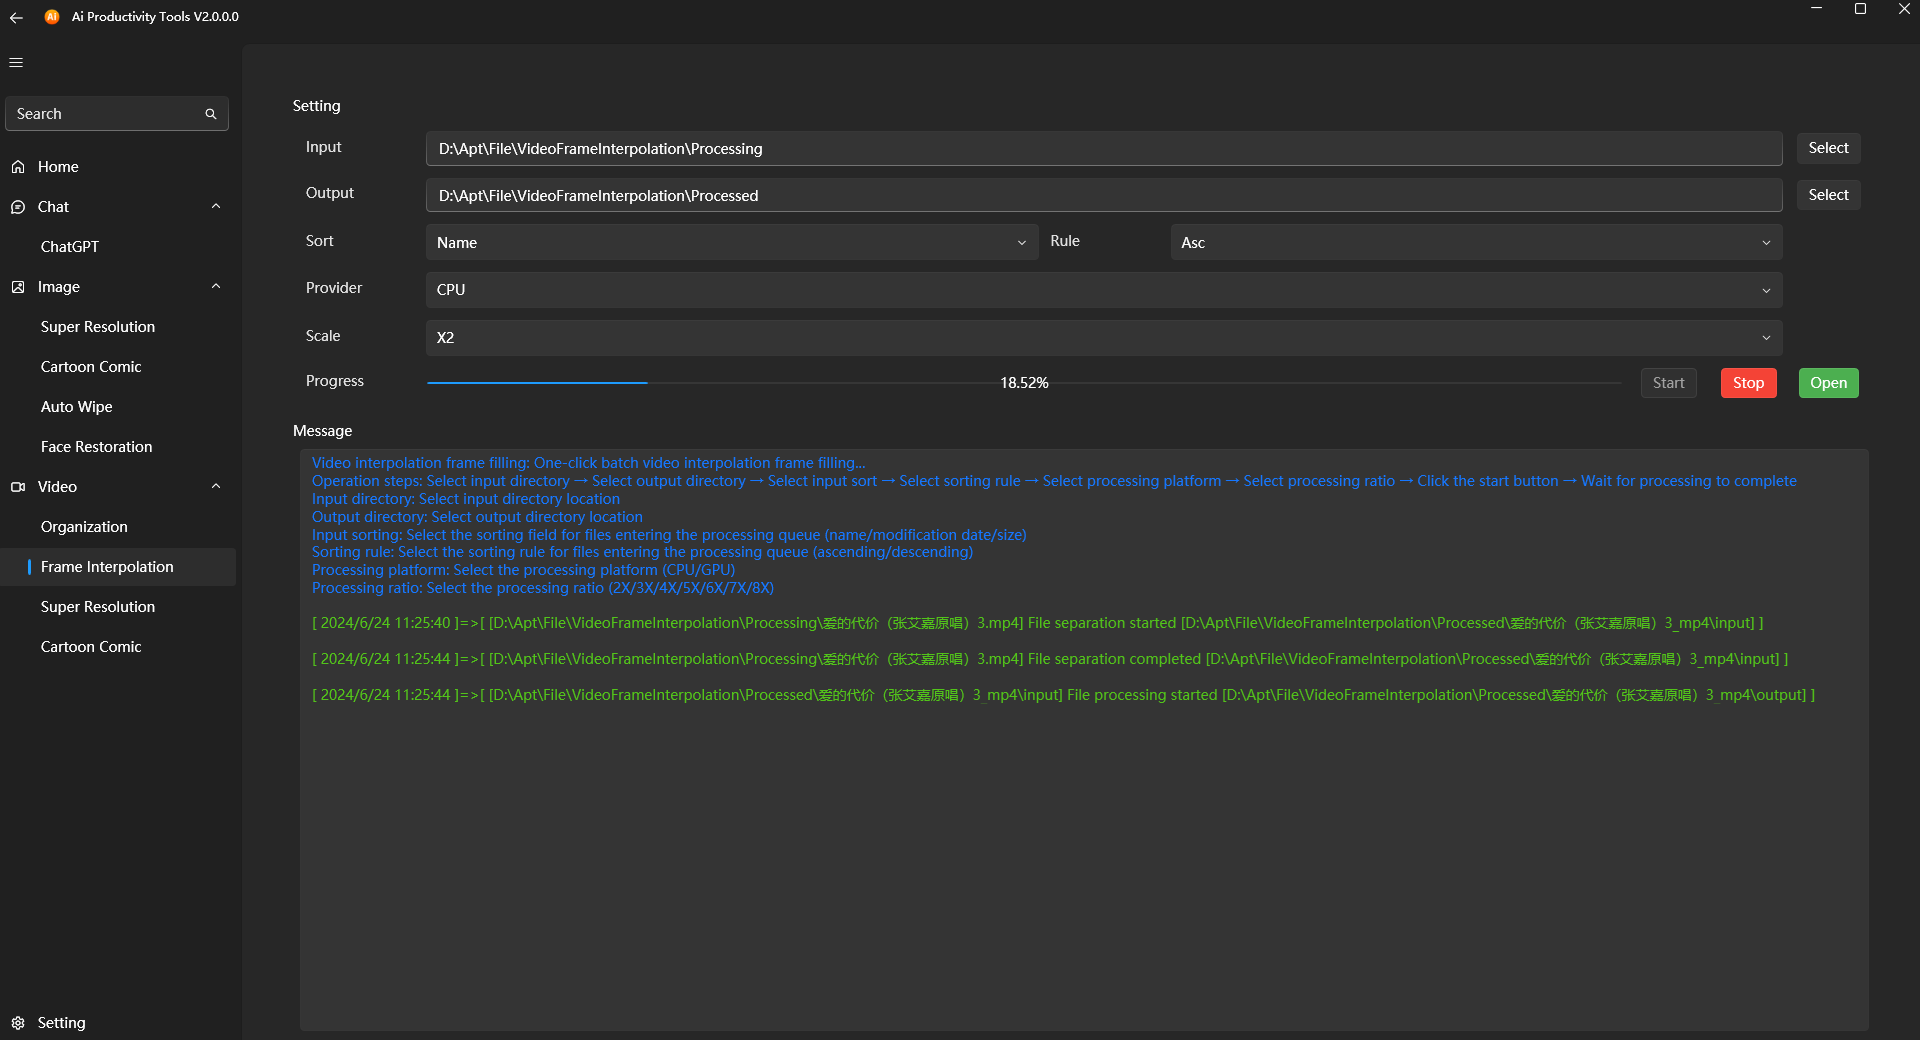 Ai Productivity Tools V2.0.0.0
Search
Home
Chat
ChatGPT
Image
Super Resolution
Cartoon Comic
Auto Wipe
Face Restoration
Video
Organization
Frame Interpolation
Super Resolution
Cartoon Comic
Setting
Setting
Input D:\Apt\File\VideoFrameInterpolation\Processing Select
Output D:\Apt\File\VideoFrameInterpolation\Processed Select
Sort Name Rule Asc
Provider CPU
Scale X2
Progress 18.52% Start Stop Open
Message
Video interpolation frame filling: One-click batch video interpolation frame filling...
Operation steps: Select input directory → Select output directory → Select input sort → Select sorting rule → Select processing platform → Select processing ratio → Click the start button → Wait for processing to complete
Input directory: Select input directory location
Output directory: Select output directory location
Input sorting: Select the sorting field for files entering the processing queue (name/modification date/size)
Sorting rule: Select the sorting rule for files entering the processing queue (ascending/descending)
Processing platform: Select the processing platform (CPU/GPU)
Processing ratio: Select the processing ratio (2X/3X/4X/5X/6X/7X/8X)
[ 2024/6/24 11:25:40 ]=>[ [D:\Apt\File\VideoFrameInterpolation\Processing\爱的代价（张艾嘉原唱）3.mp4] File separation started [D:\Apt\File\VideoFrameInterpolation\Processed\爱的代价（张艾嘉原唱）3_mp4\input] ]
[ 2024/6/24 11:25:44 ]=>[ [D:\Apt\File\VideoFrameInterpolation\Processing\爱的代价（张艾嘉原唱）3.mp4] File separation completed [D:\Apt\File\VideoFrameInterpolation\Processed\爱的代价（张艾嘉原唱）3_mp4\input] ]
[ 2024/6/24 11:25:44 ]=>[ [D:\Apt\File\VideoFrameInterpolation\Processed\爱的代价（张艾嘉原唱）3_mp4\input] File processing started [D:\Apt\File\VideoFrameInterpolation\Processed\爱的代价（张艾嘉原唱）3_mp4\output] ]